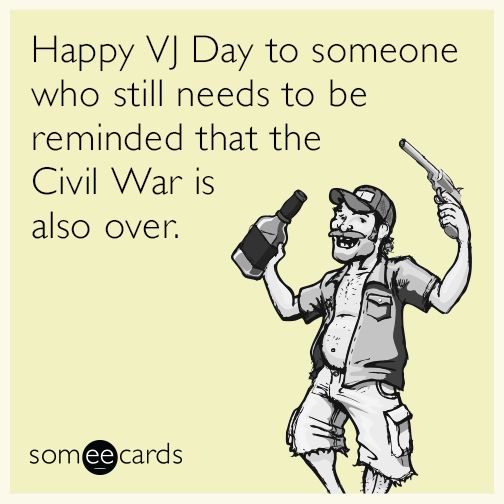 Happy VJ Day to someone
who still needs to be
reminded that the
Civil War is
also over.
someecards